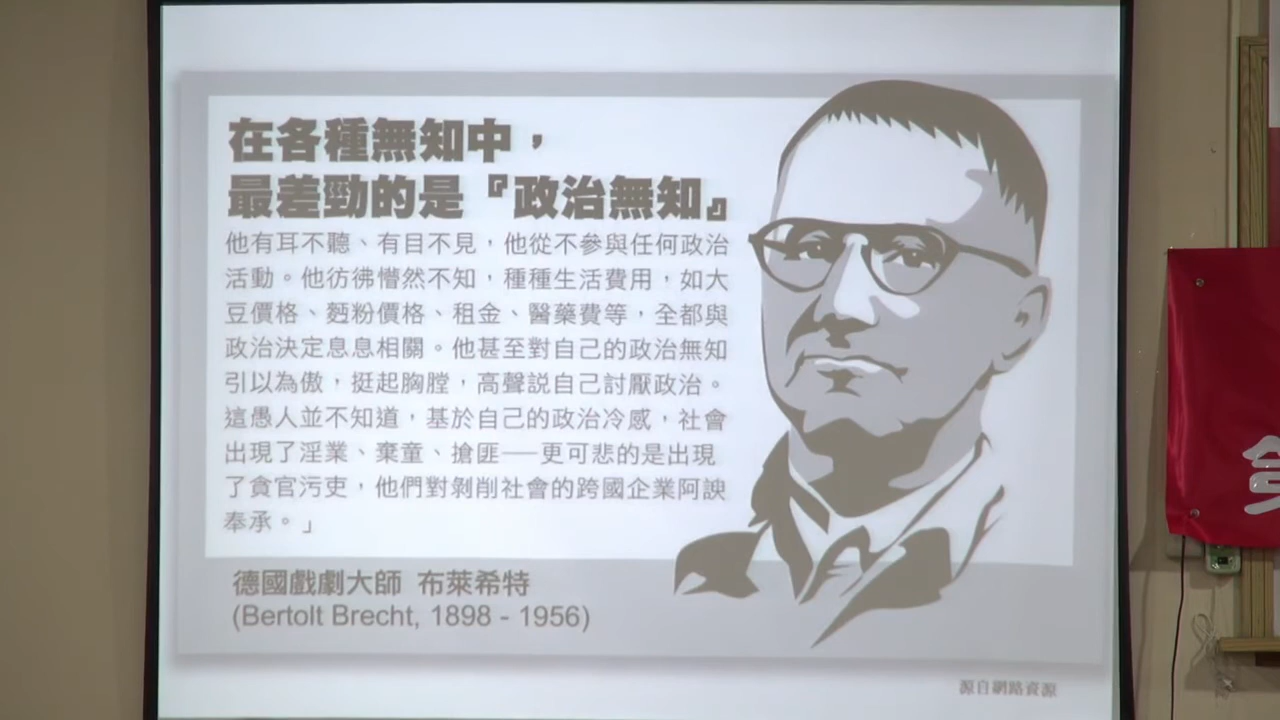 在各種無知中，
最差勁的是『政治無知』
他有耳不聽、有目不見，他從不參與任何政治
活動。他彷彿懵然不知，種種生活費用，如大
豆價格、麪粉價格、租金、醫藥費等，全都與
政治決定息息相關。他甚至對自己的政治無知
引以為傲，挺起胸膛，高聲説自己討厭政治。
這愚人並不知道，基於自己的政治冷感，社會
出現了淫業、棄童、搶匪──更可悲的是出現
了貪官污吏，他們對剝削社會的跨國企業阿諛
奉承。」
德國戲劇大師 布萊希特
(Bertolt Brecht, 1898 - 1956)
源自網路資源